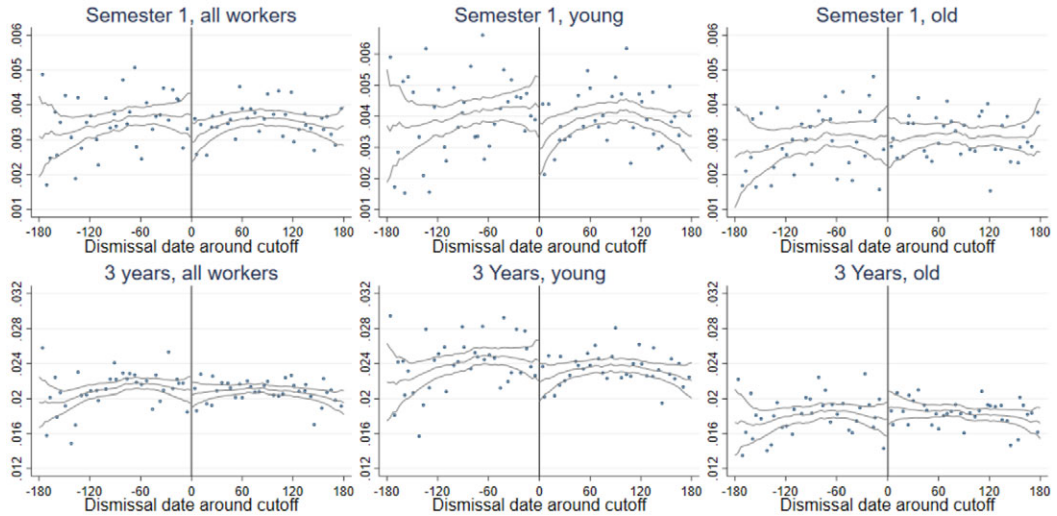 Semester 1, all workers
Semester 1, young
Semester 1, old
.006
.005
.004
.003
.002
.001
-180 -120 -60 0 60 120 180
Dismissal date around cutoff
.006
.005
.004
.003
.002
.001
-180 -120 -60 0 60 120 180
Dismissal date around cutoff
.006
.005
.004
.003
.002
.001
-180 -120 -60 0 60 120 180
Dismissal date around cutoff
3 years, all workers
3 Years, young
3 Years, old
.032
.028
.024
.02
.016
.012
-180 -120 -60 0 60 120 180
Dismissal date around cutoff
.032
.028
.024
.02
.016
.012
-180 -120 -60 0 60 120 180
Dismissal date around cutoff
.032
.028
.024
.02
.016
.012
-180 -120 -60 0 60 120 180
Dismissal date around cutoff